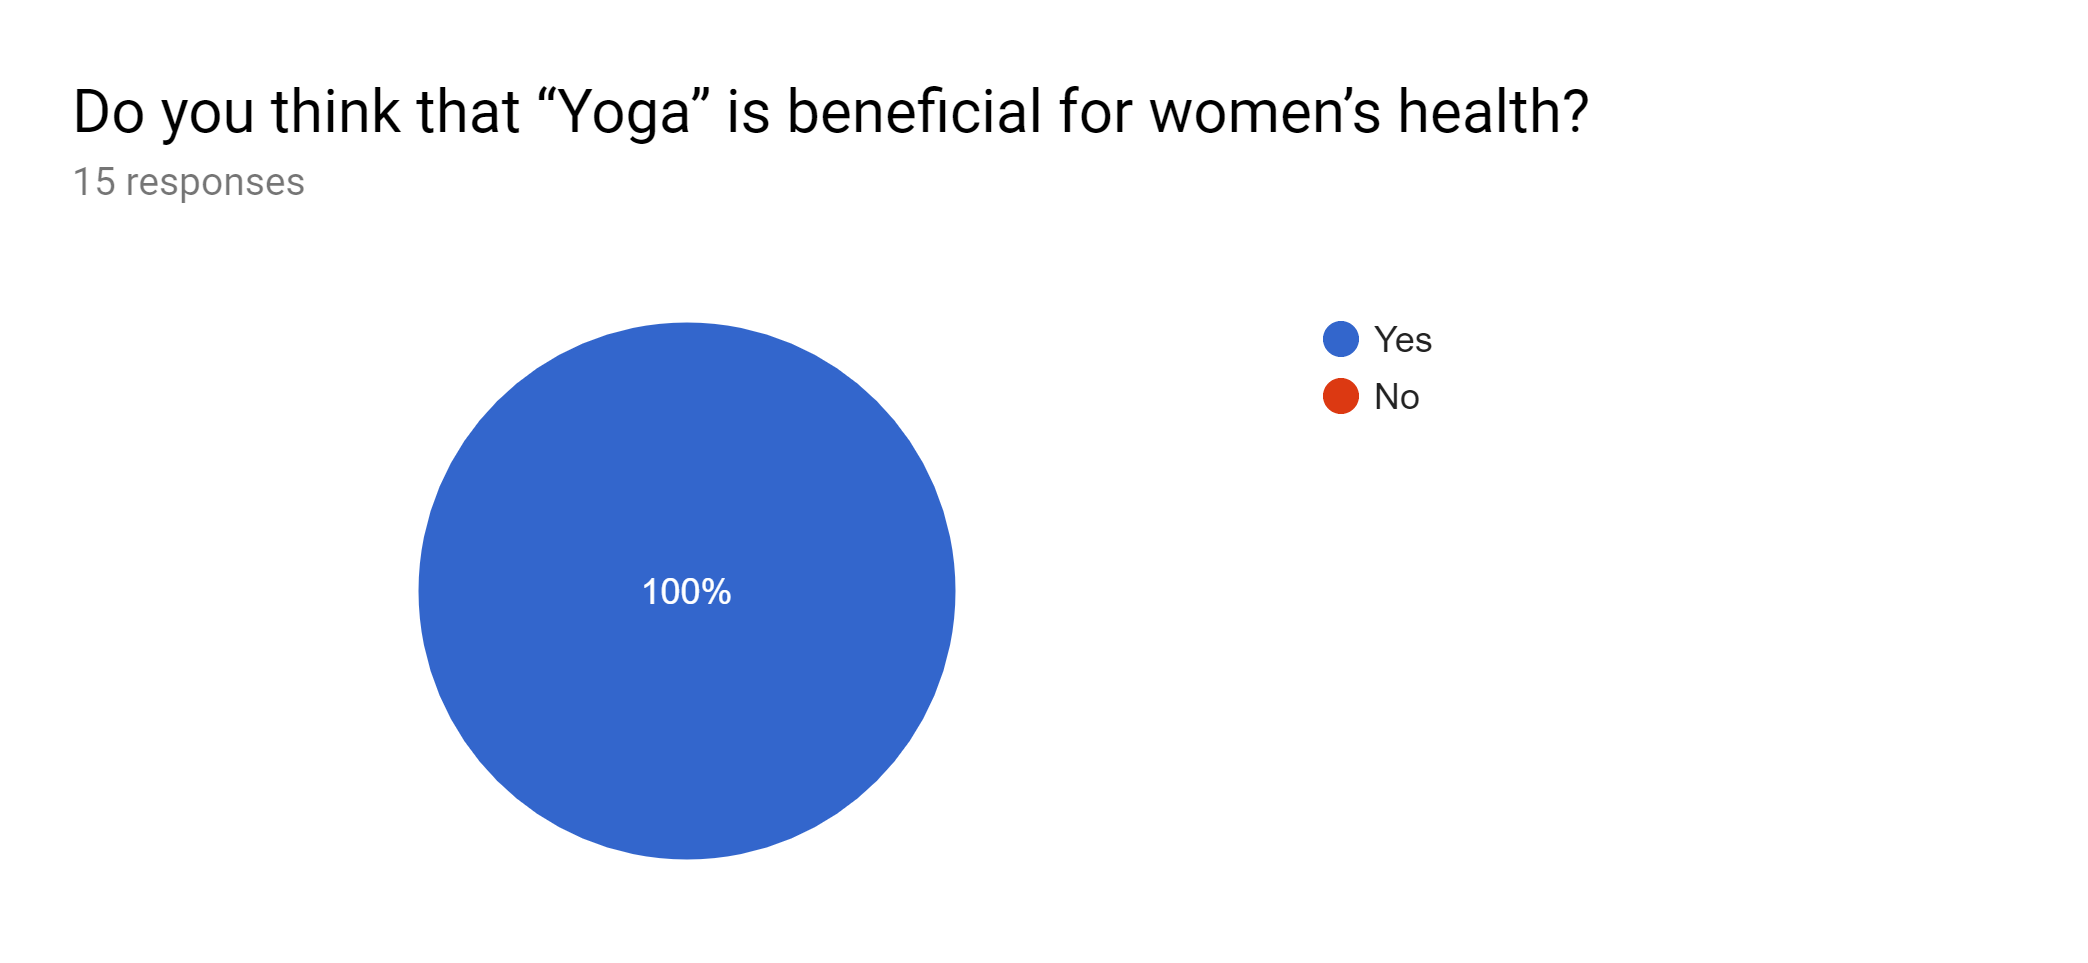 Do you think that “Yoga” is beneficial for women’s health?
15 responses
100%
Yes
No